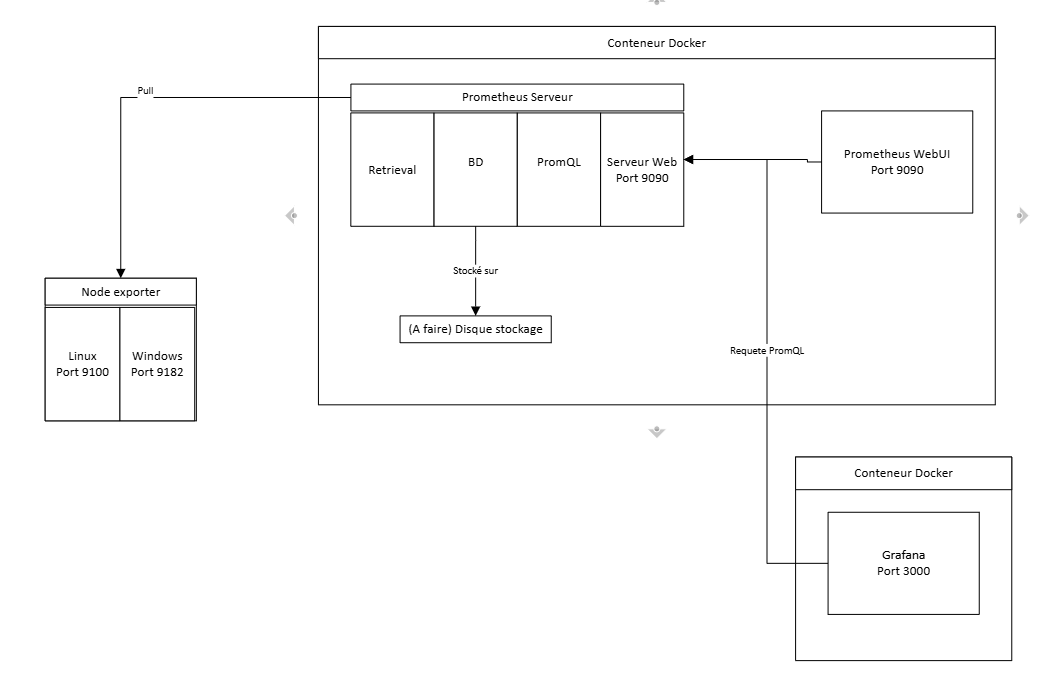 Conteneur Docker
Pull
Prometheus Serveur
Retrieval
BD
PromQL
Serveur Web
Port 9090
Prometheus WebUI
Port 9090
Stocké sur
(A faire) Disque stockage
Node exporter
Linux
Port 9100
Windows
Port 9182
Requete PromQL
Conteneur Docker
Grafana
Port 3000